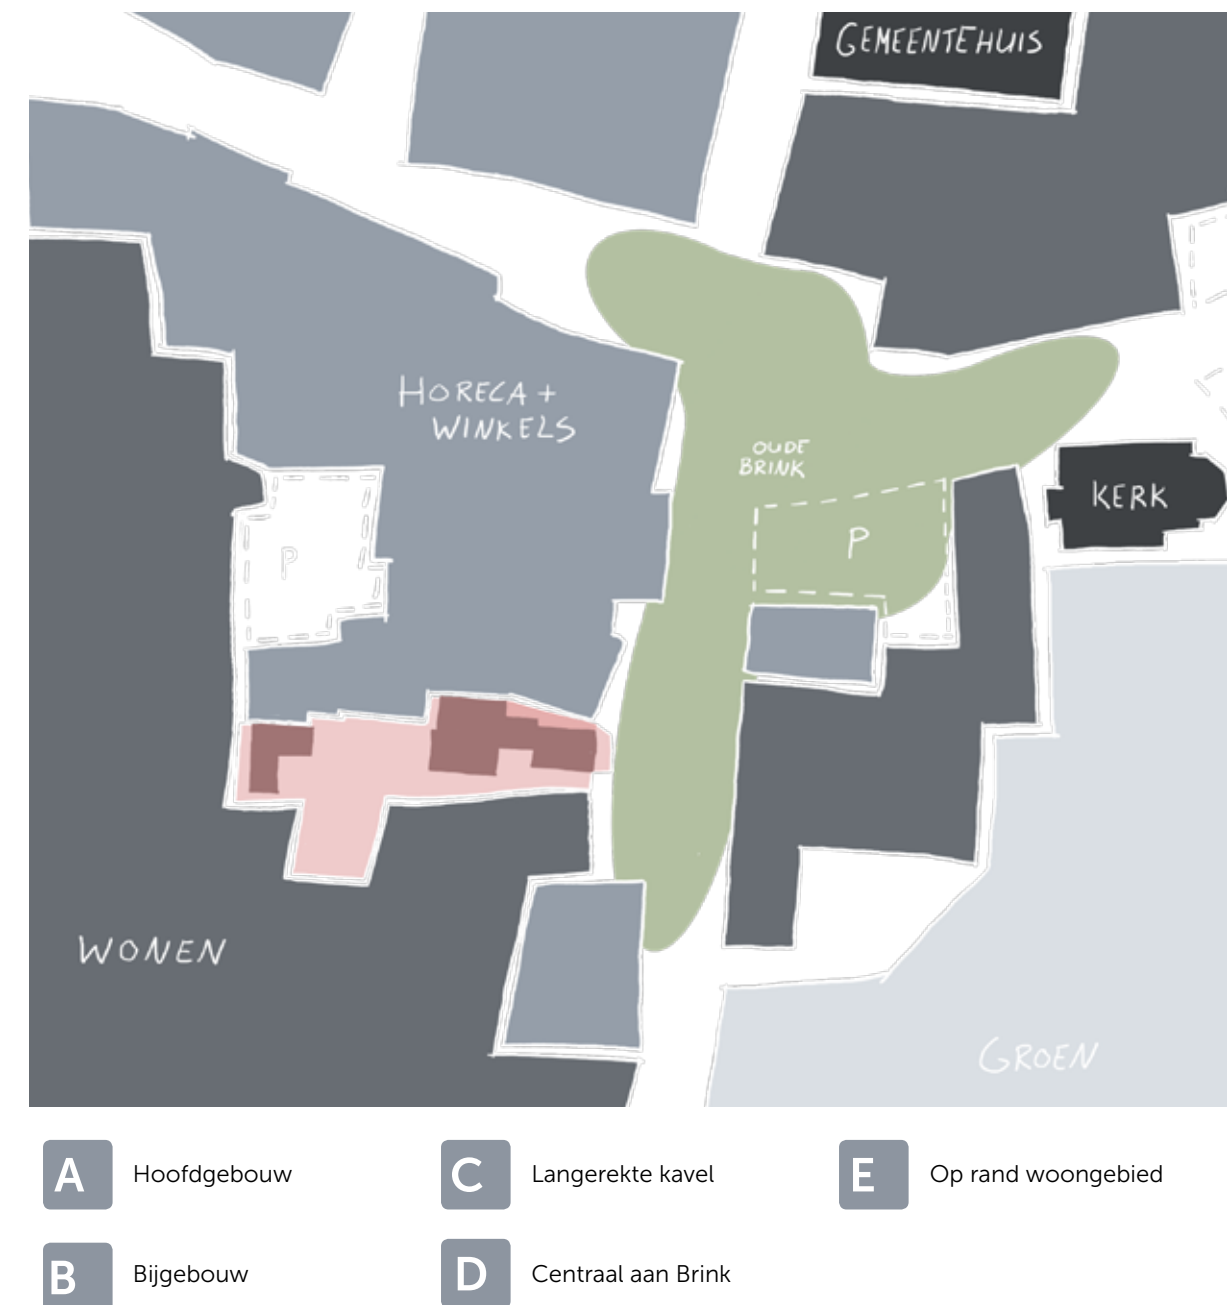 GEMEENTEHUIS
HORECA +
WINKELS
OUDE
BRINK
P
P
KERK
WONEN
GROEN
A Hoofdgebouw
C Langerekte kavel
E Op rand woongebied
B Bijgebouw
D Centraal aan Brink